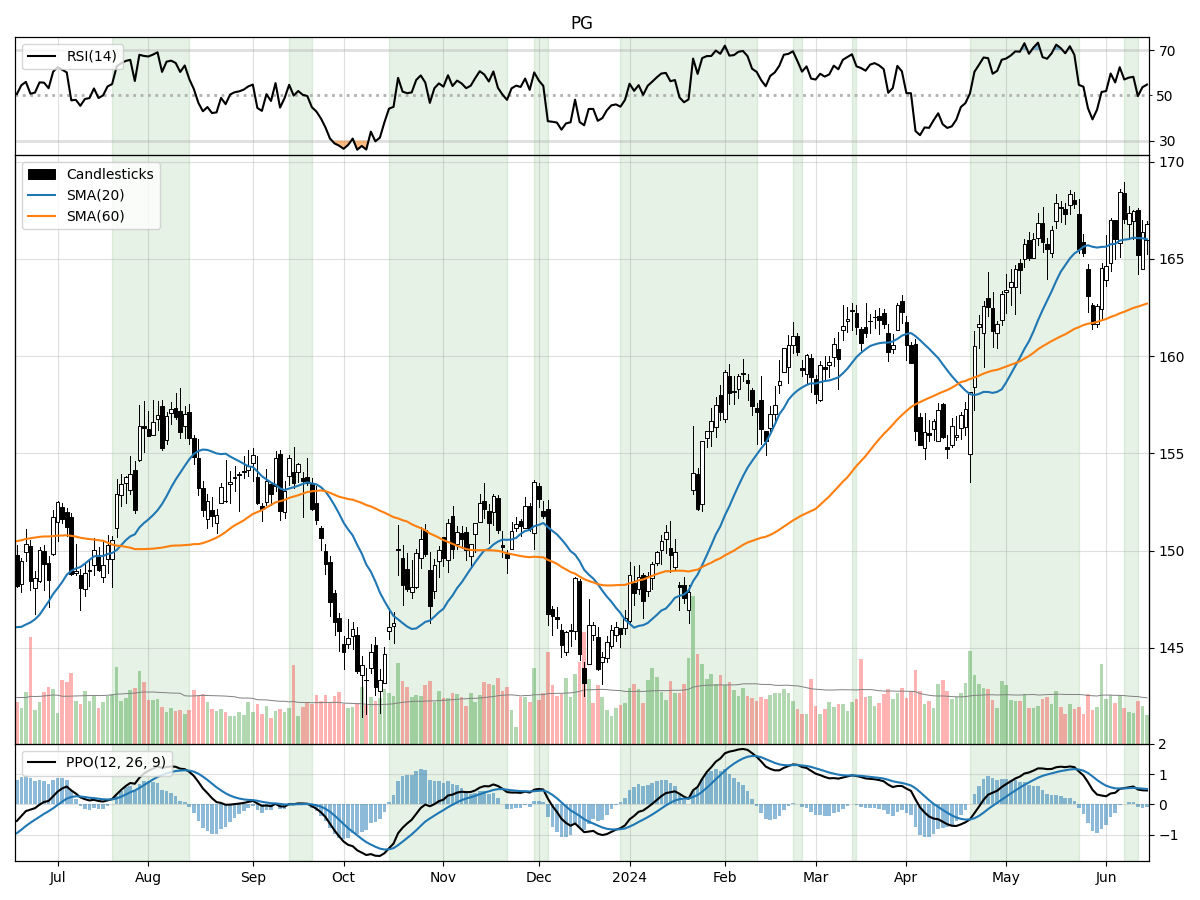 PG
RSI(14)
70
50
30
Candlesticks
SMA(20)
SMA(60)
170
165
160
155
150
145
PPO(12, 26, 9)
2
1
0
−1
Jul Aug Sep Oct Nov Dec 2024 Feb Mar Apr May Jun